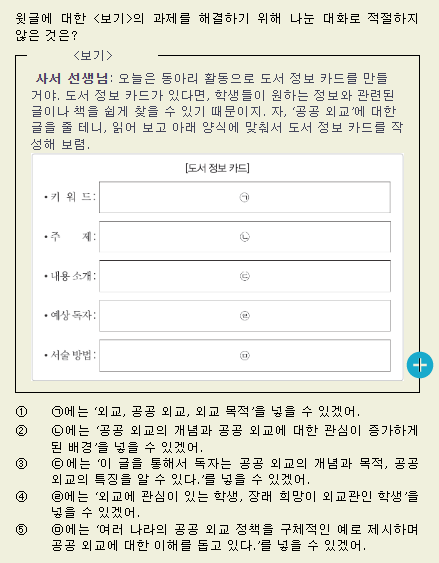 윗글에 대한 <보기>의 과제를 해결하기 위해 나눈 대화로 적절하지
않은 것은?
<보기>
사서 선생님: 오늘은 동아리 활동으로 도서 정보 카드를 만들
거야. 도서 정보 카드가 있다면, 학생들이 원하는 정보와 관련된
글이나 책을 쉽게 찾을 수 있기 때문이지. 자, ‘공공 외교’에 대한
글을 줄 테니, 읽어 보고 아래 양식에 맞춰서 도서 정보 카드를 작
성해 보렴.
[도서 정보 카드]
• 키 워 드: ㉠
• 주 제: ㉡
• 내용 소개: ㉢
• 예상 독자: ㉣
• 서술 방법: ㉤
① ㉠에는 ‘외교, 공공 외교, 외교 목적’을 넣을 수 있겠어.
② ㉡에는 ‘공공 외교의 개념과 공공 외교에 대한 관심이 증가하게
된 배경’을 넣을 수 있겠어.
③ ㉢에는 ‘이 글을 통해서 독자는 공공 외교의 개념과 목적, 공공
외교의 특징을 알 수 있다.’를 넣을 수 있겠어.
④ ㉣에는 ‘외교에 관심이 있는 학생, 장래 희망이 외교관인 학생’을
넣을 수 있겠어.
⑤ ㉤에는 ‘여러 나라의 공공 외교 정책을 구체적인 예로 제시하며
공공 외교에 대한 이해를 돕고 있다.’를 넣을 수 있겠어.